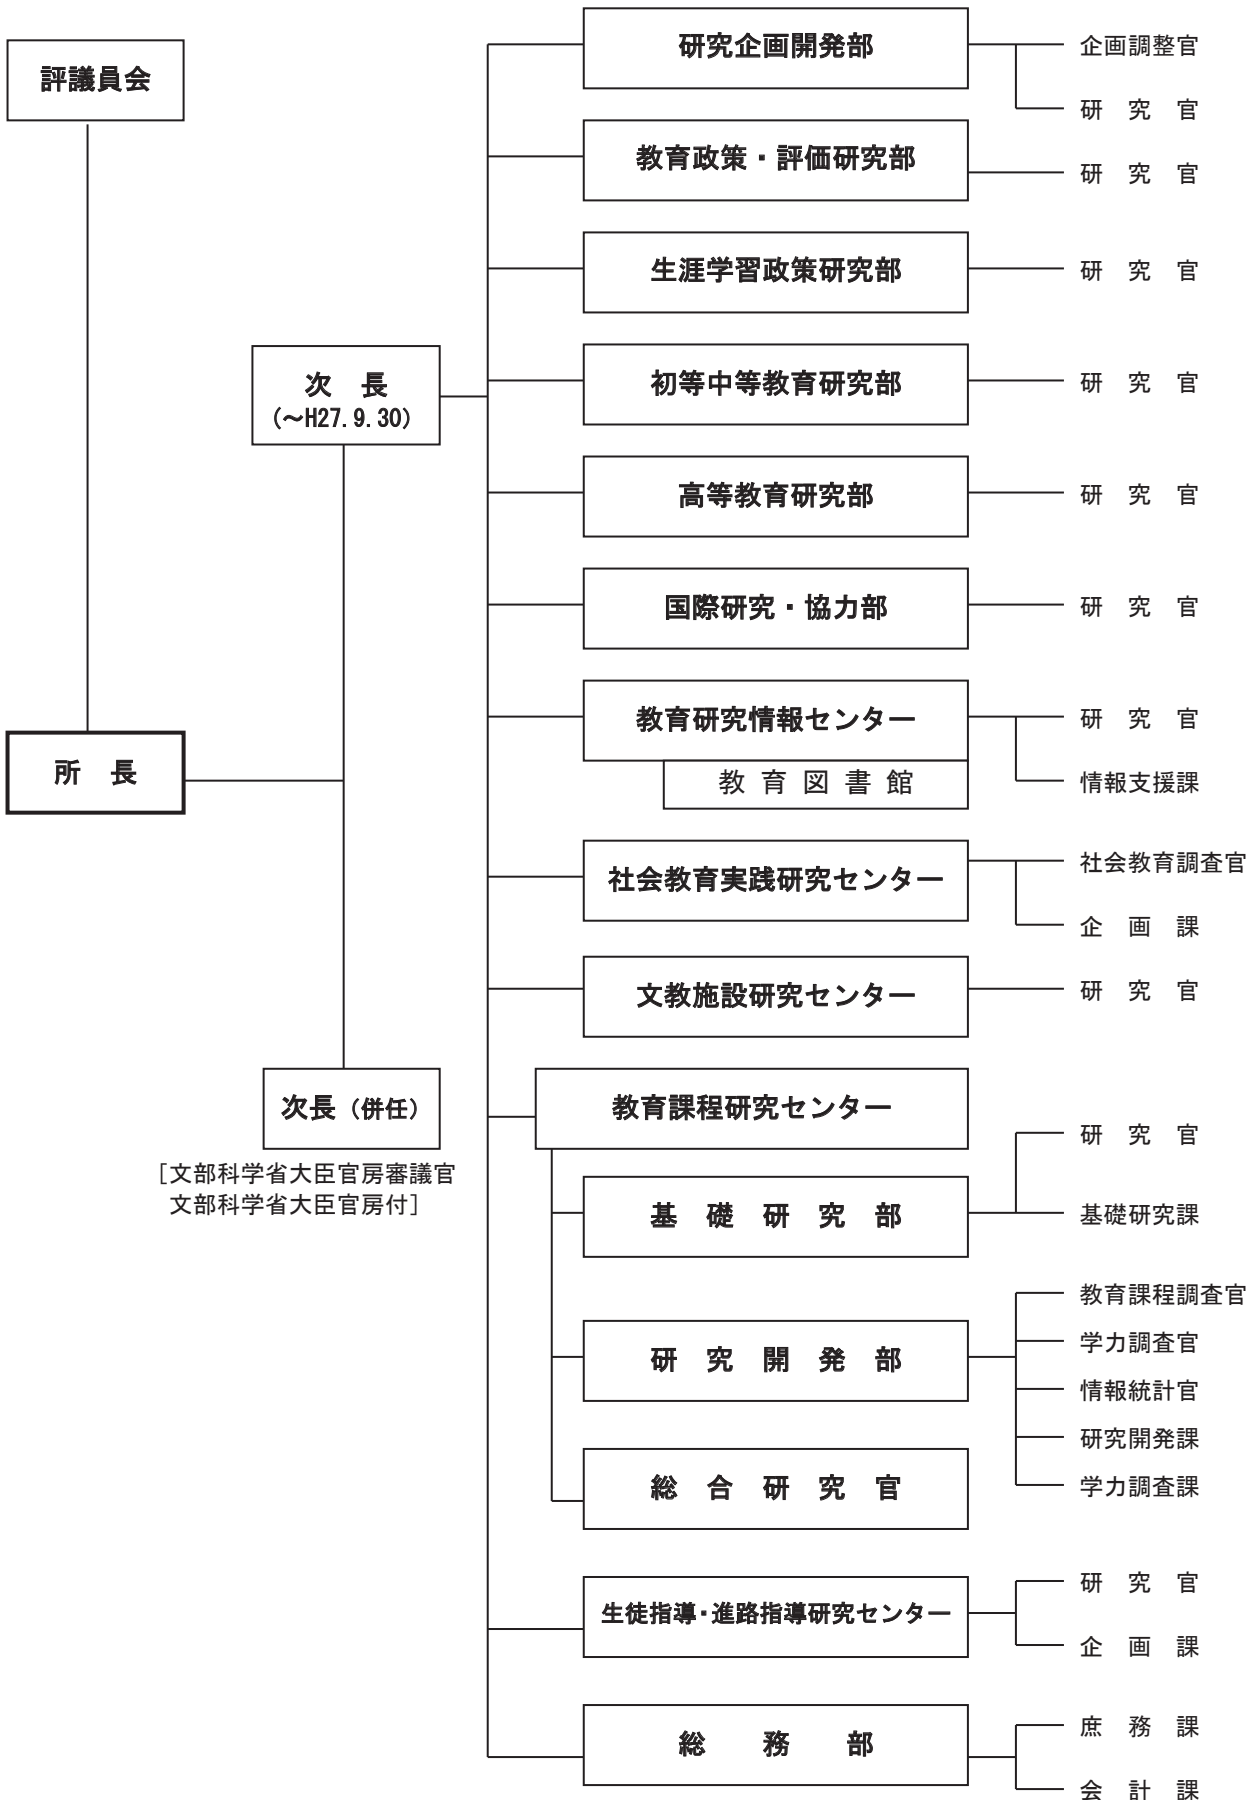 評議員会
所　長
次　長
(～H27.9.30)
次長（併任）
［文部科学省大臣官房審議官
文部科学省大臣官房付］
研究企画開発部
企画調整官
研　究　官
教育政策・評価研究部
研　究　官
生涯学習政策研究部
研　究　官
初等中等教育研究部
研　究　官
高等教育研究部
研　究　官
国際研究・協力部
研　究　官
教育研究情報センター
教 育 図 書 館
研　究　官
情報支援課
社会教育実践研究センター
社会教育調査官
企　画　課
文教施設研究センター
研　究　官
教育課程研究センター
基　礎　研　究　部
研　究　官
基礎研究課
研　究　開　発　部
教育課程調査官
学力調査官
情報統計官
研究開発課
学力調査課
総　合　研　究　官
生徒指導・進路指導研究センター
研　究　官
企　画　課
総　　務　　部
庶　務　課
会　計　課